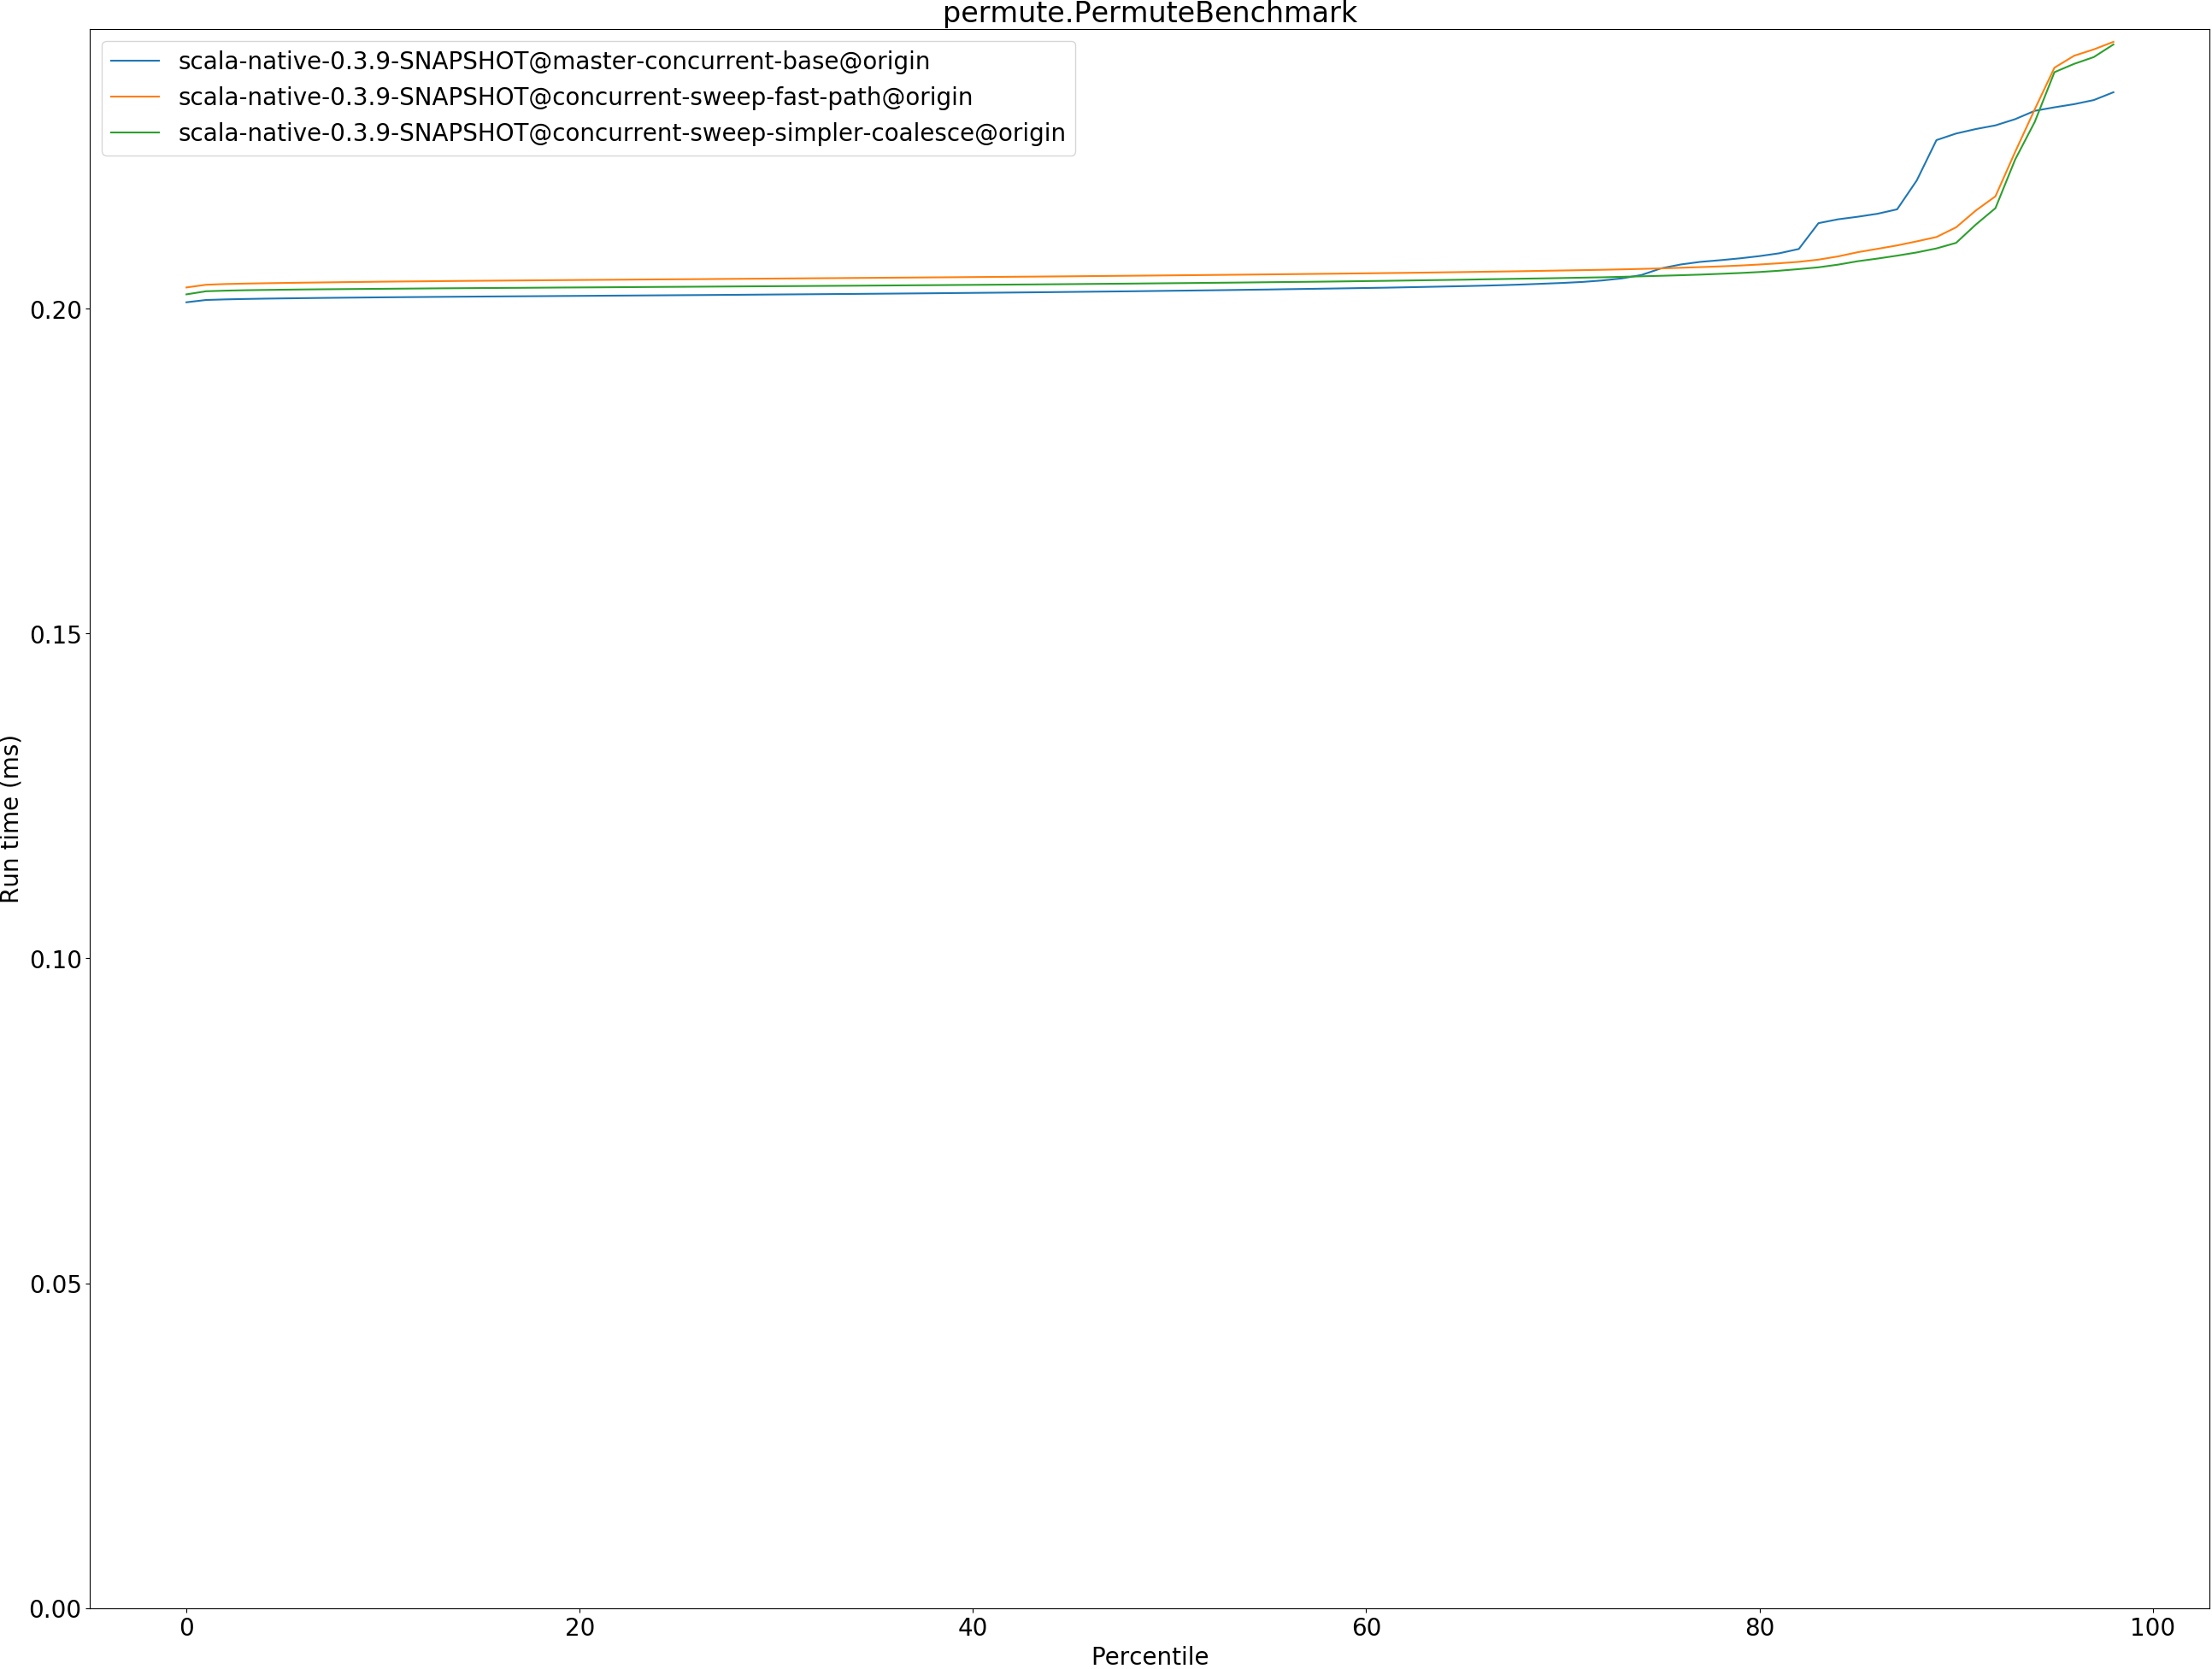 permute.PermuteBenchmark
scala-native-0.3.9-SNAPSHOT@master-concurrent-base@origin
scala-native-0.3.9-SNAPSHOT@concurrent-sweep-fast-path@origin
scala-native-0.3.9-SNAPSHOT@concurrent-sweep-simpler-coalesce@origin
0.20
0.15
0.10
0.05
0.00
Run time (ms)
0 20 40 60 80 100
Percentile